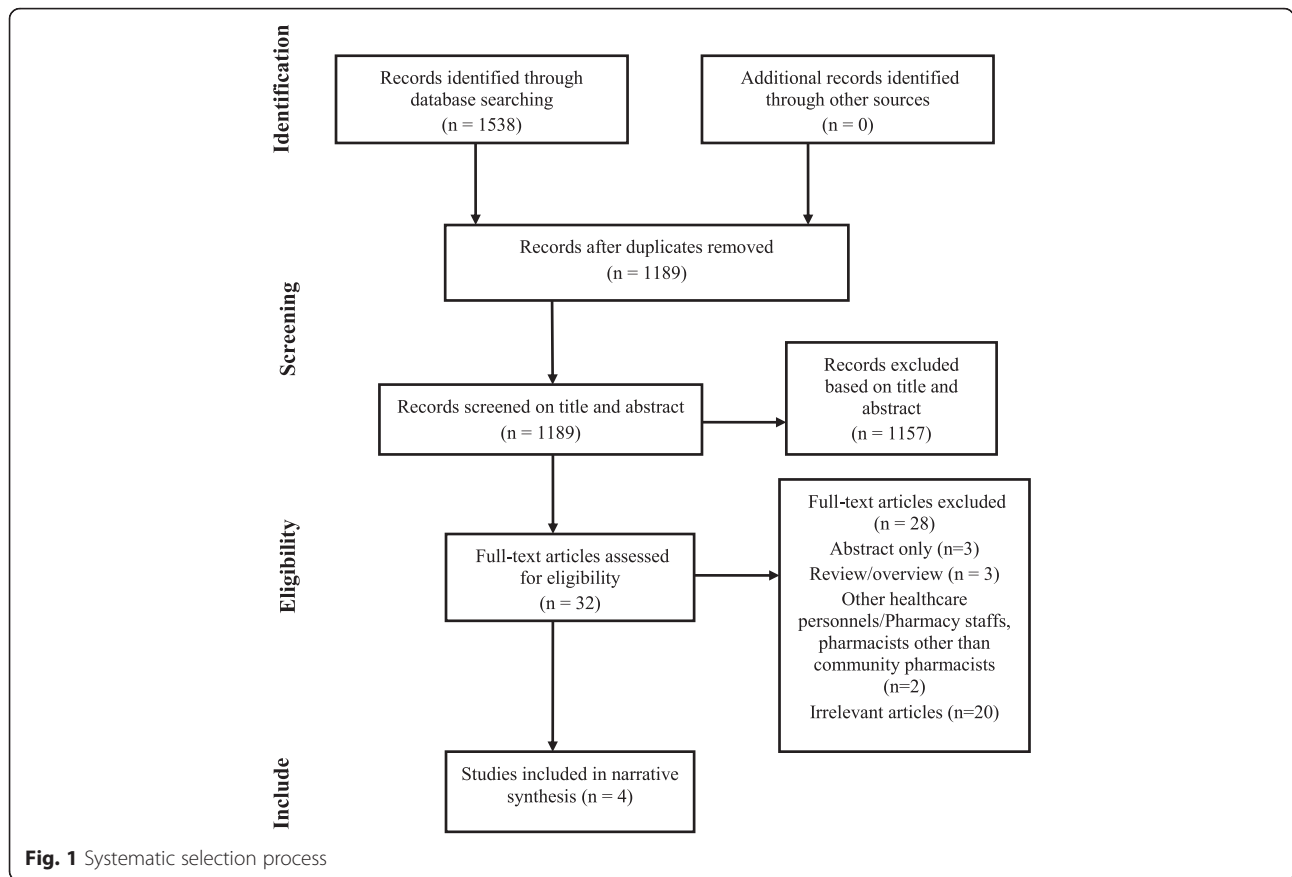 Identification
Records identified through
database searching
(n = 1538)
Additional records identified
through other sources
(n = 0)
Screening
Records after duplicates removed
(n = 1189)
Records screened on title and abstract
(n = 1189)
Records excluded
based on title and
abstract
(n = 1157)
Eligibility
Full-text articles assessed
for eligibility
(n = 32)
Full-text articles excluded
(n = 28)
Abstract only (n=3)
Review/overview (n = 3)
Other healthcare
personnels/Pharmacy staffs,
pharmacists other than
community pharmacists
(n=2)
Irrelevant articles (n=20)
Include
Studies included in narrative
synthesis (n = 4)
Fig. 1 Systematic selection process